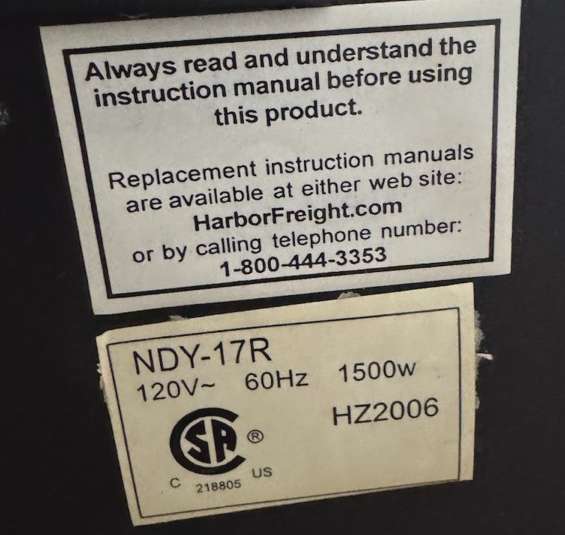 Always read and understand the
instruction manual before using
this product.
Replacement instruction manuals
are available at either web site:
HarborFreight.com
or by calling telephone number:
1-800-444-3353
NDY-17R
120V~ 60Hz 1500w
HZ2006
SA ®
C 218805 US